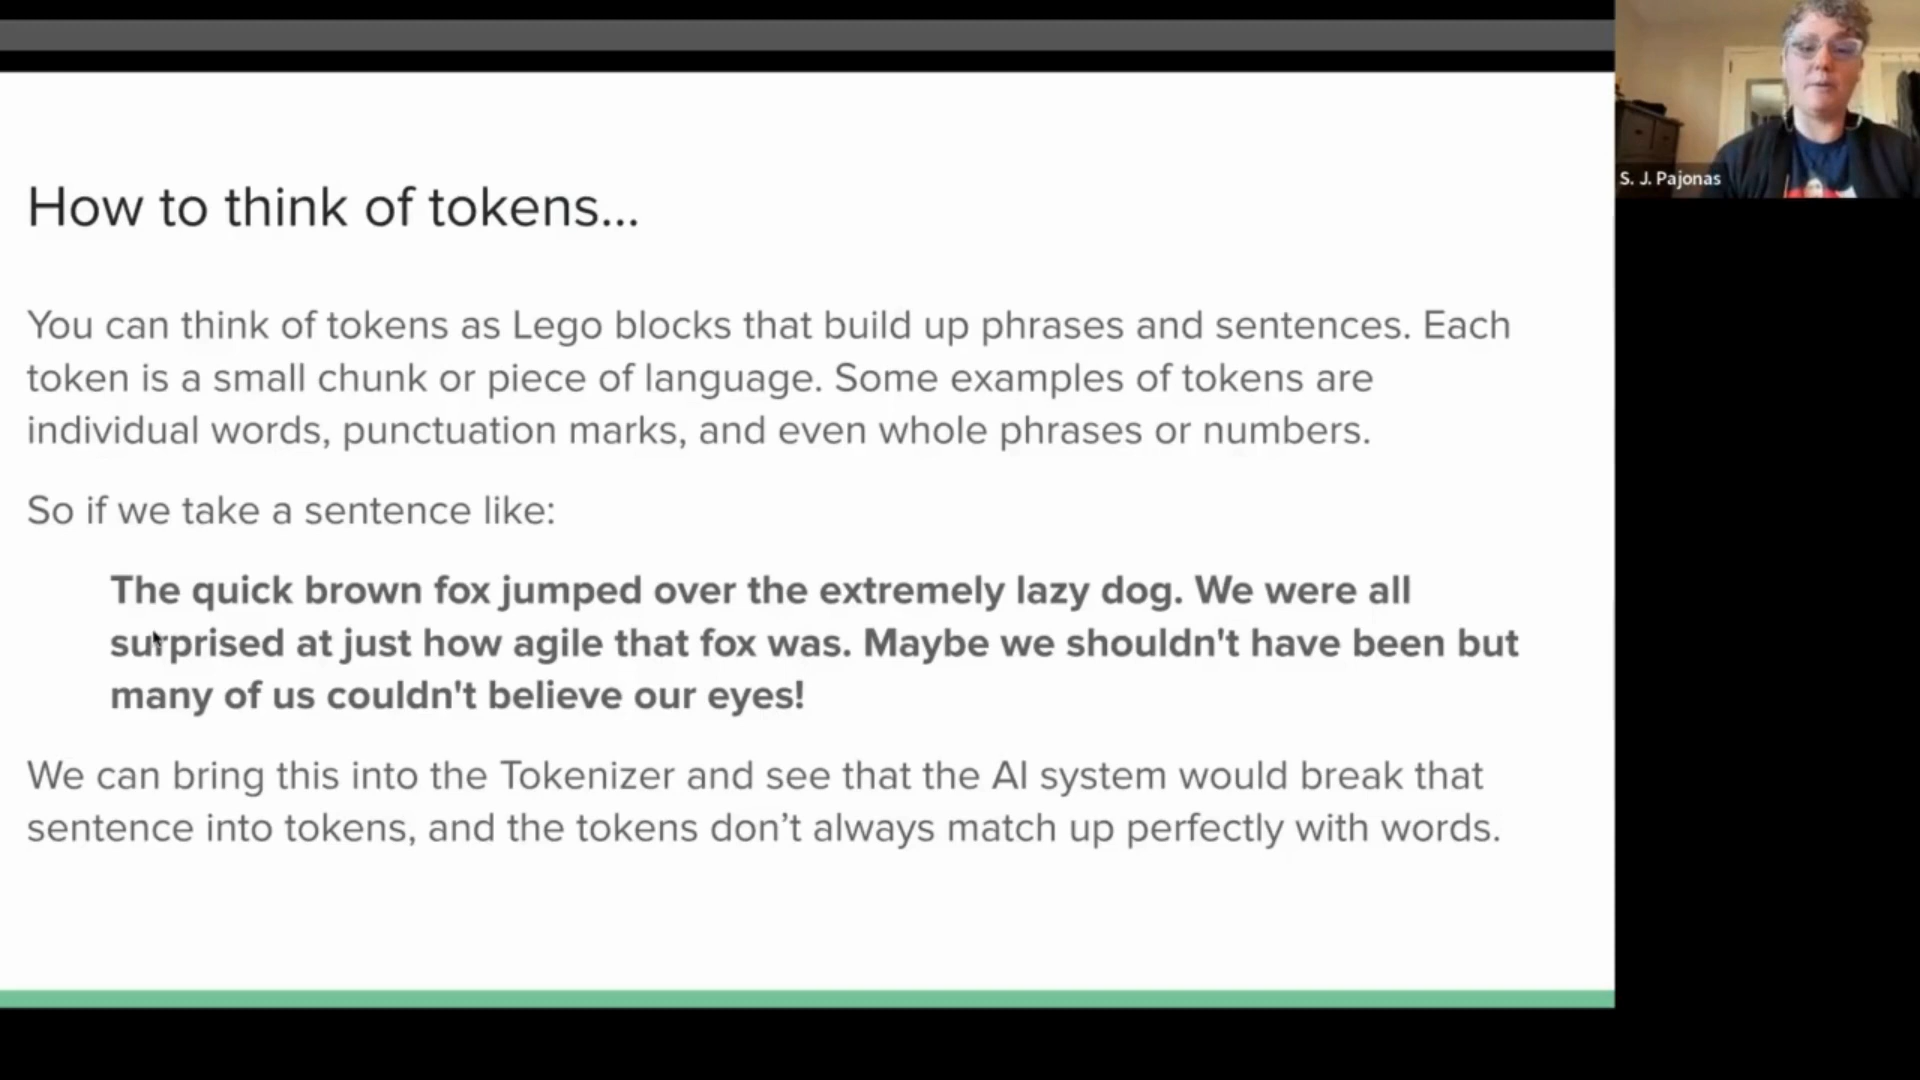 How to think of tokens...
You can think of tokens as Lego blocks that build up phrases and sentences. Each
token is a small chunk or piece of language. Some examples of tokens are
individual words, punctuation marks, and even whole phrases or numbers.
So if we take a sentence like:
The quick brown fox jumped over the extremely lazy dog. We were all
surprised at just how agile that fox was. Maybe we shouldn't have been but
many of us couldn't believe our eyes!
We can bring this into the Tokenizer and see that the AI system would break that
sentence into tokens, and the tokens don’t always match up perfectly with words.
S. J. Pajonas